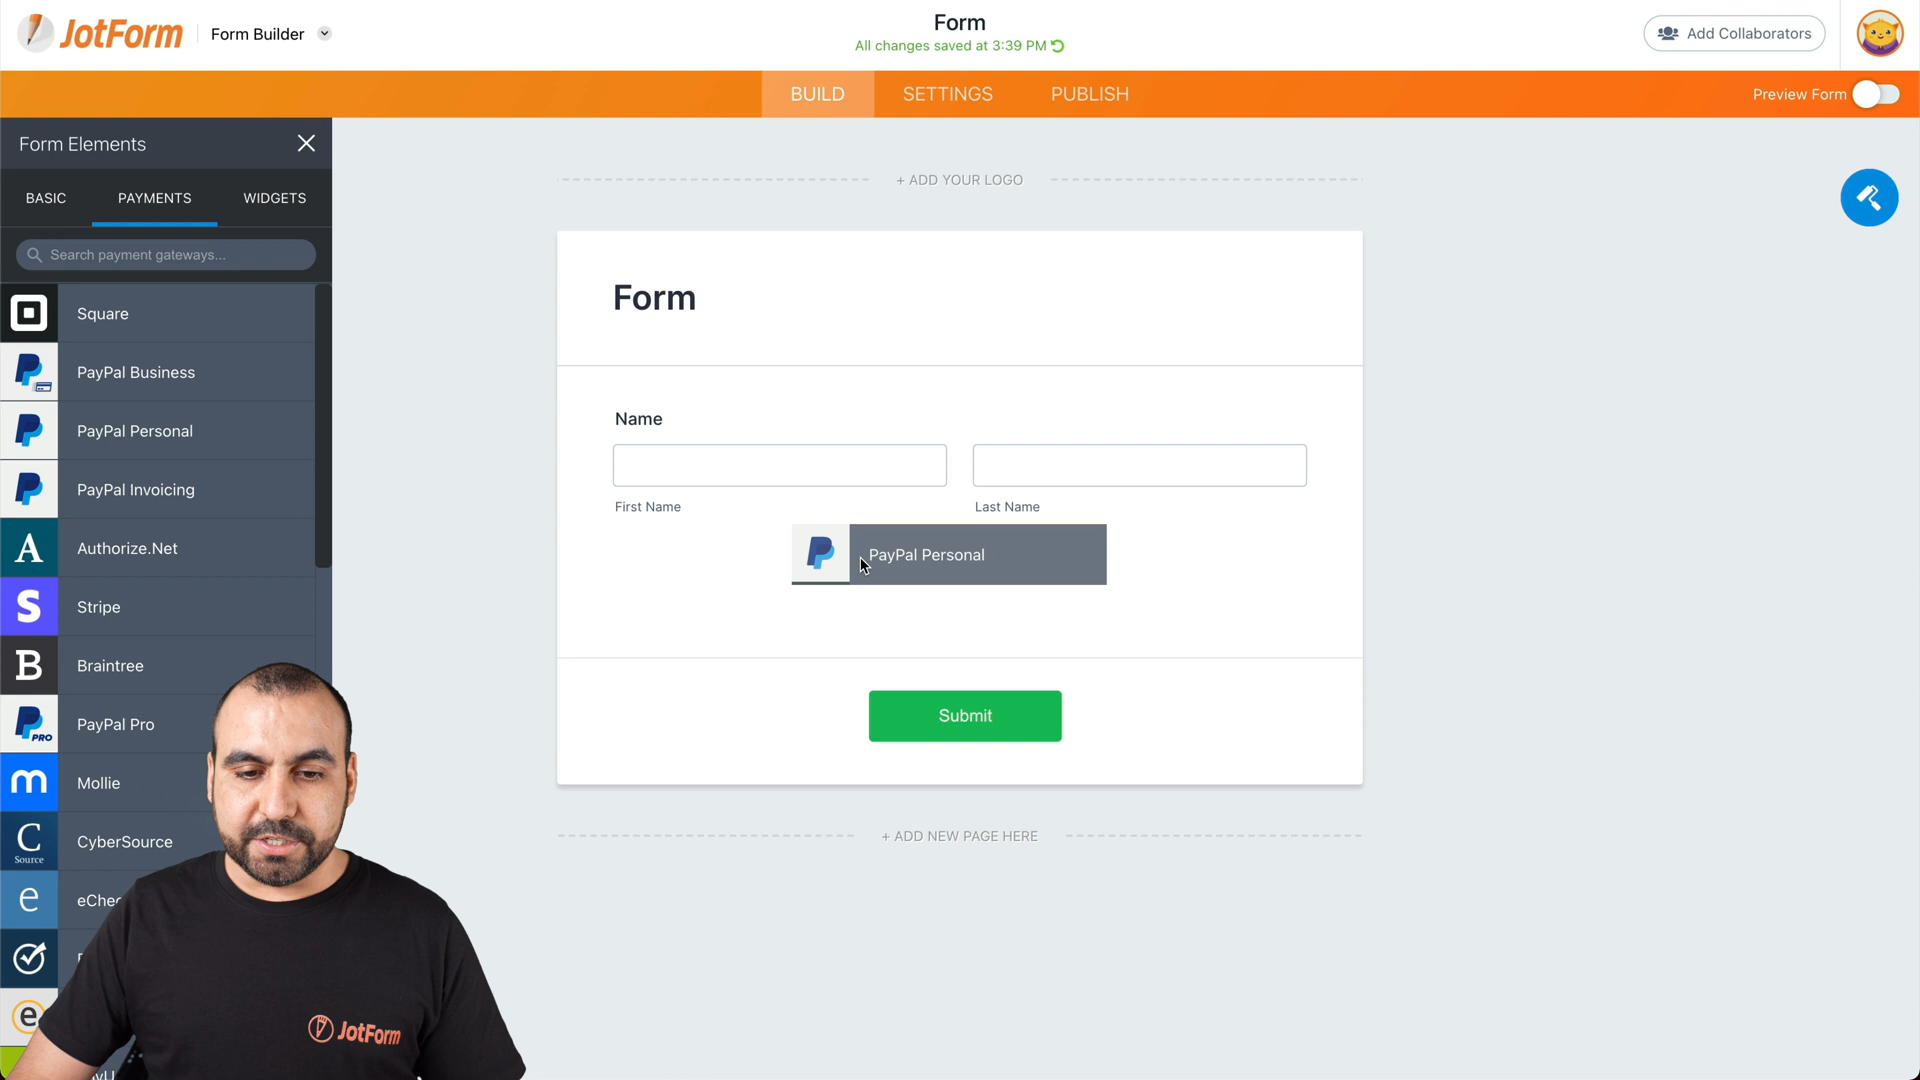 JotForm
Form Builder
Form
All changes saved at 3:39 PM
Add Collaborators
BUILD
SETTINGS
PUBLISH
Preview Form
Form Elements
BASIC
PAYMENTS
WIDGETS
Search payment gateways...
Square
PayPal Business
PayPal Personal
PayPal Invoicing
Authorize.Net
Stripe
Braintree
PayPal Pro
PRO
Mollie
CyberSource
Source
+ ADD YOUR LOGO
Form
Name
First Name
Last Name
PayPal Personal
Submit
+ ADD NEW PAGE HERE
JotForm